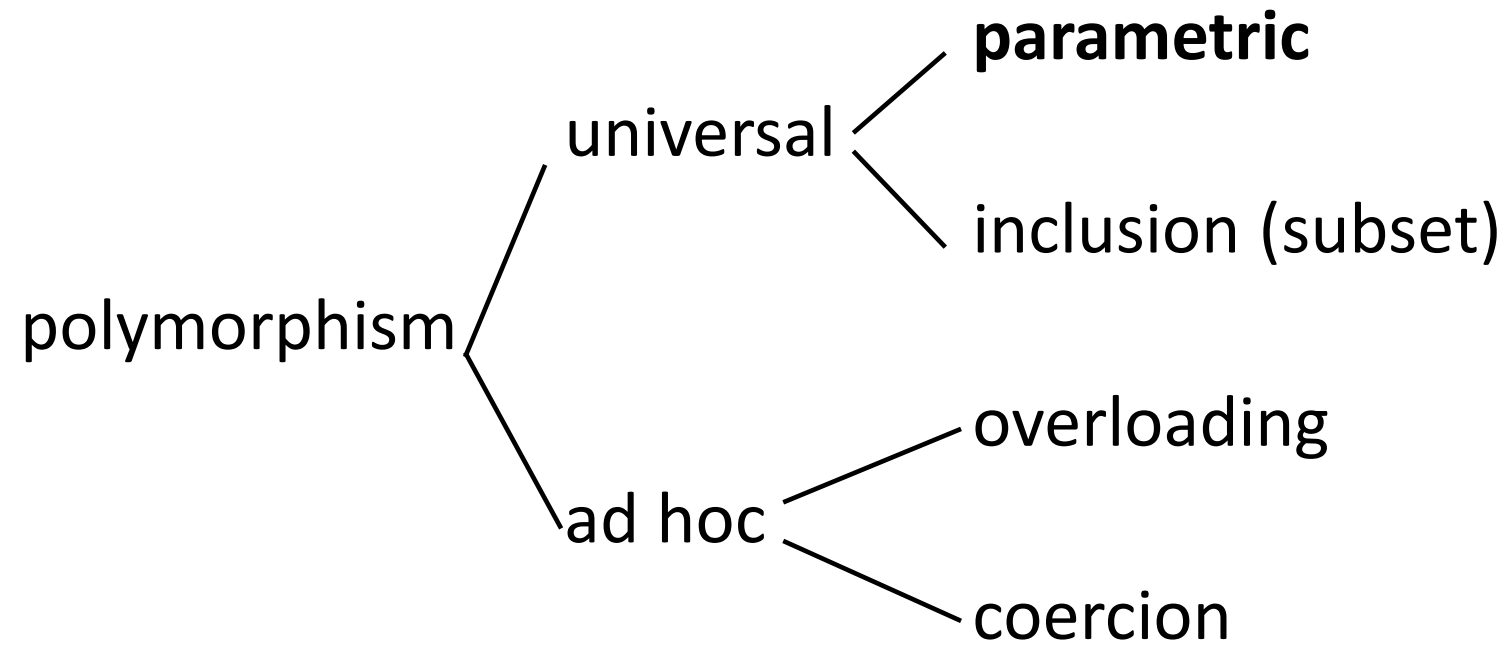 parametric
universal
inclusion (subset)
polymorphism
overloading
ad hoc
coercion